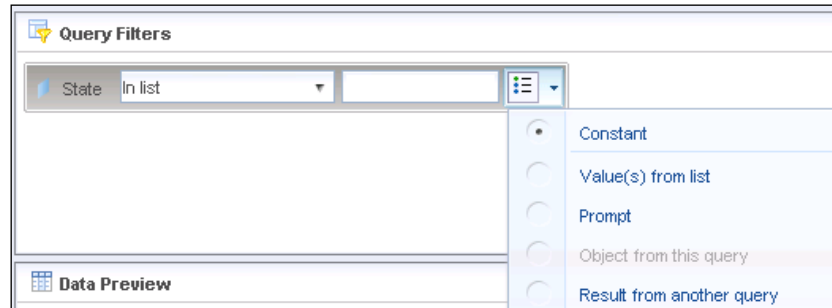 Query Filters
State In list
Constant
Value(s) from list
Prompt
Object from this query
Data Preview
Result from another query